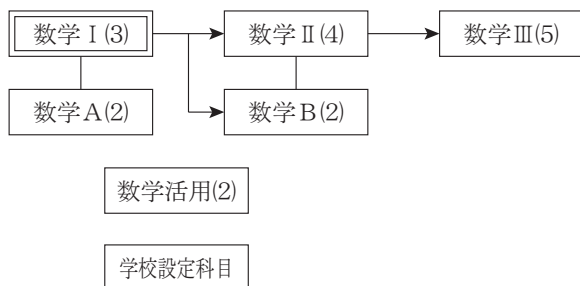 数学Ⅰ(3)
数学Ⅱ(4)
数学Ⅲ(5)
数学A(2)
数学B(2)
数学活用(2)
学校設定科目